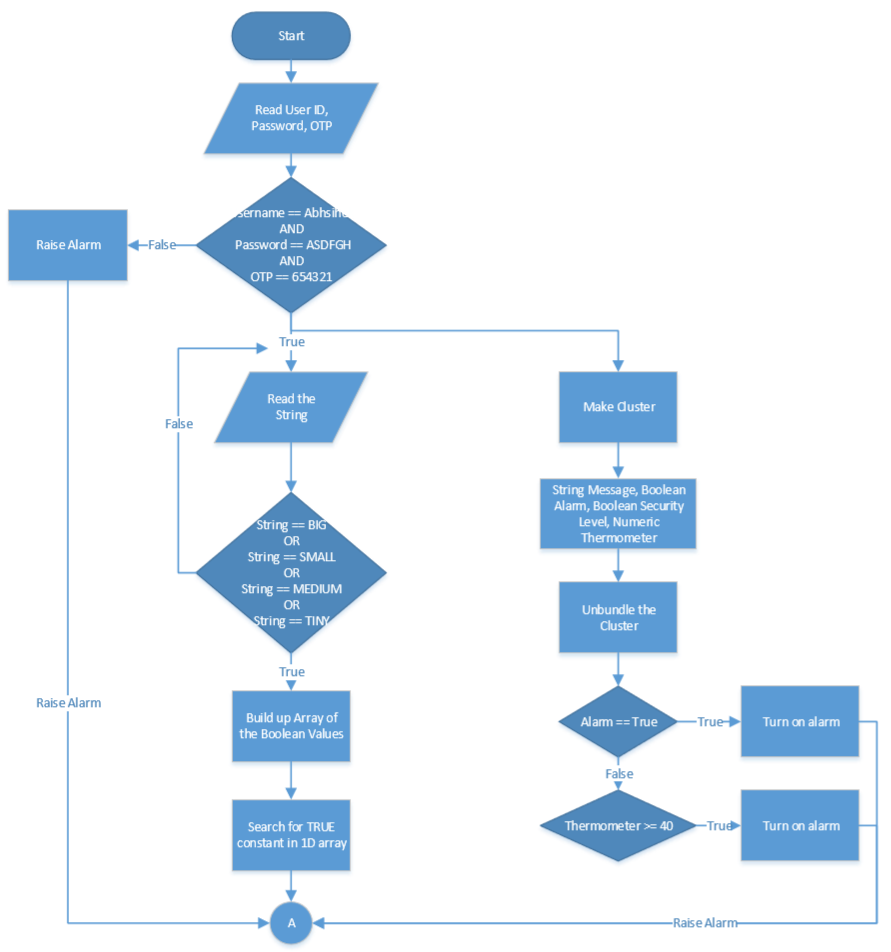 Start
Read User ID,
Password, OTP
AND
Password == ASDFGH
AND
OTP == 654321
False
Raise Alarm
True
Read the
String
Make Cluster
False
String Message, Boolean
Alarm, Boolean Security
Level, Numeric
Thermometer
String == BIG
OR
String == SMALL
OR
String == MEDIUM
OR
String == TINY
Unbundle the
Cluster
True
Raise Alarm
Build up Array of
the Boolean Values
Alarm == True
True
Turn on alarm
False
Search for TRUE
constant in 1D array
Thermometer >= 40
True
Turn on alarm
A
Raise Alarm